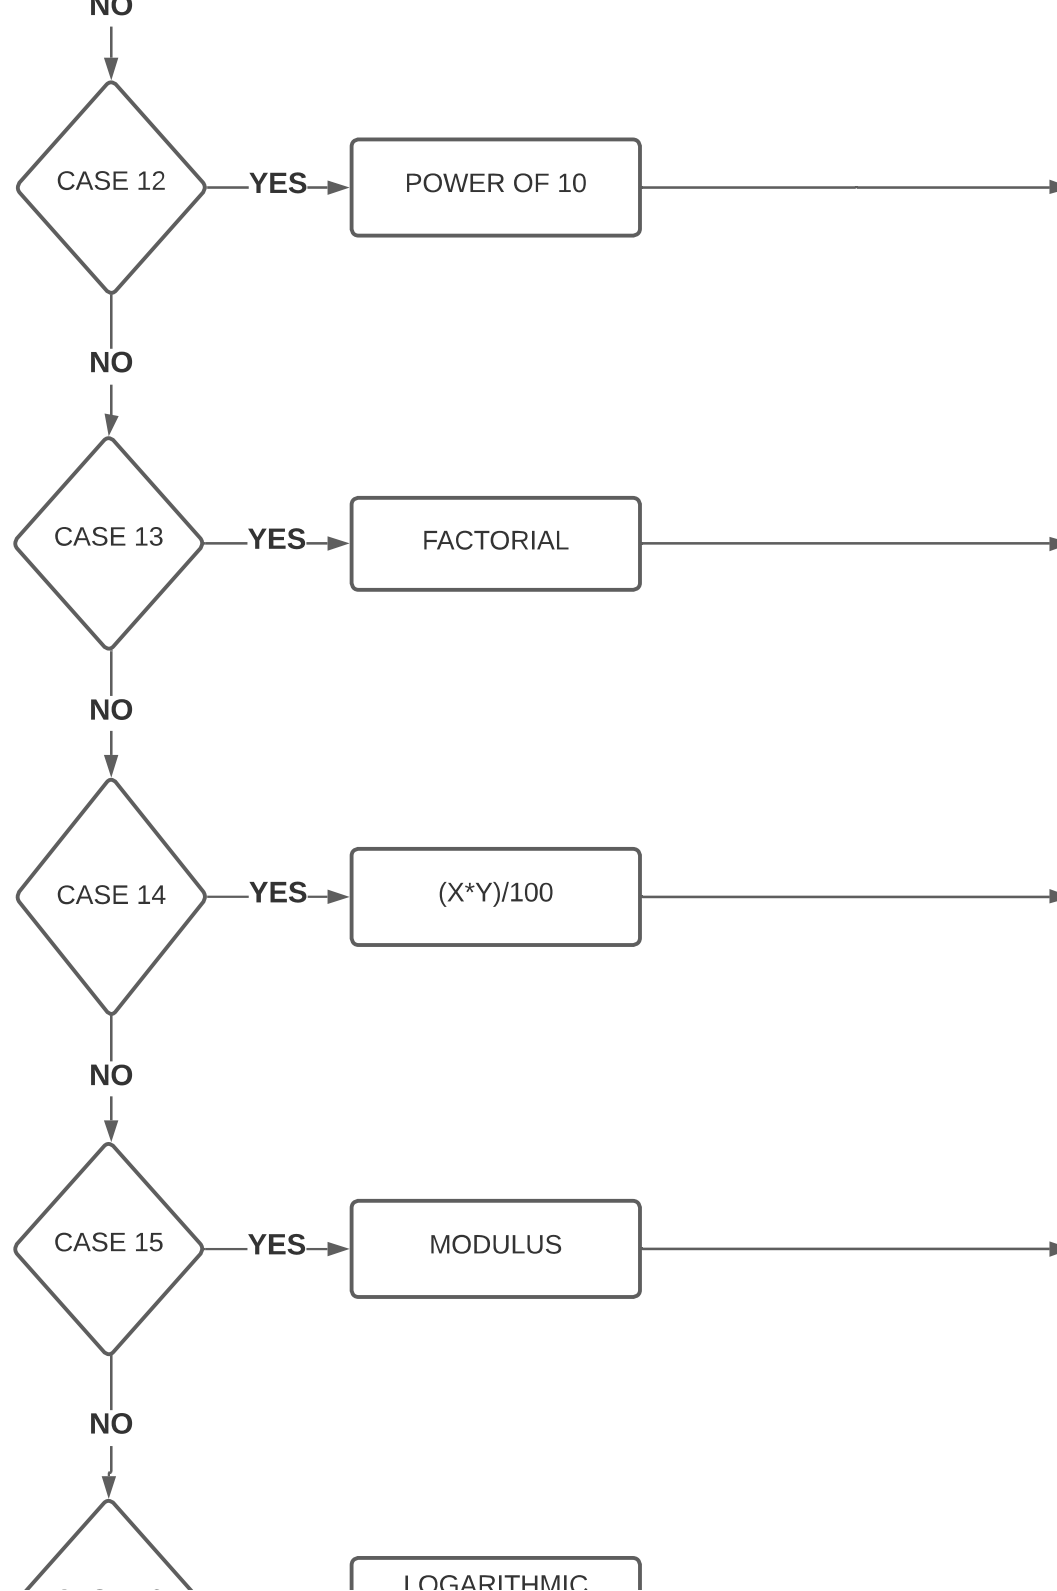 NO
CASE 12
YES
POWER OF 10
NO
CASE 13
YES
FACTORIAL
NO
CASE 14
YES
(X*Y)/100
NO
CASE 15
YES
MODULUS
NO
LOGARITHMIC